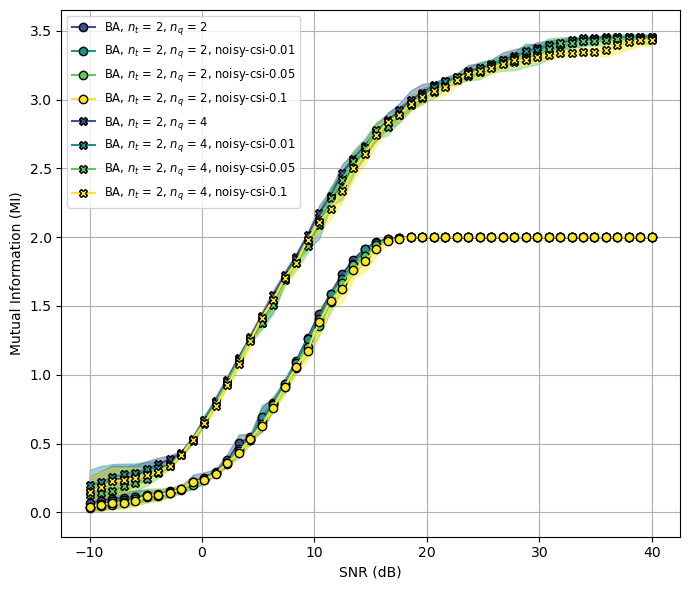 3.5
3.0
2.5
2.0
1.5
1.0
0.5
0.0
Mutual Information (MI)
BA, n_t = 2, n_q = 2
BA, n_t = 2, n_q = 2, noisy-csi-0.01
BA, n_t = 2, n_q = 2, noisy-csi-0.05
BA, n_t = 2, n_q = 2, noisy-csi-0.1
BA, n_t = 2, n_q = 4
BA, n_t = 2, n_q = 4, noisy-csi-0.01
BA, n_t = 2, n_q = 4, noisy-csi-0.05
BA, n_t = 2, n_q = 4, noisy-csi-0.1
−10 0 10 20 30 40
SNR (dB)